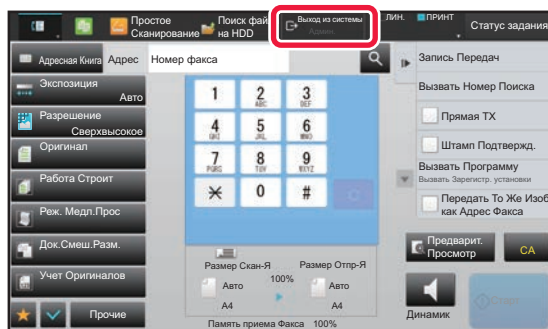 Простое
Сканирование
Поиск фай
на HDD
Выход из системы
Админ.
ЛИН.
ПРИНТ
Статус задания
Адресная Книга
Адрес
Номер факса
Экспозиция
Авто
Разрешение
Сверхвысокое
Оригинал
Работа Строит
Реж. Медл.Прос
Док.Смеш.Разм.
Учет Оригиналов
Прочие
1
2
ABC
3
DEF
4
GHI
5
JKL
6
MNO
7
PQRS
8
TUV
9
WXYZ
0
#
Размер Скан-Я
Размер Отпр-Я
100%
Авто
Авто
A4
A4
Память приема Факса 100%
Запись Передач
Вызвать Номер Поиска
Прямая TX
Штамп Подтвержд.
Вызвать Программу
Вызвать Зарегистр. установки
Передать То Же Изоб
как Адрес Факса
Предварит.
Просмотр
CA
Динамик
Старт